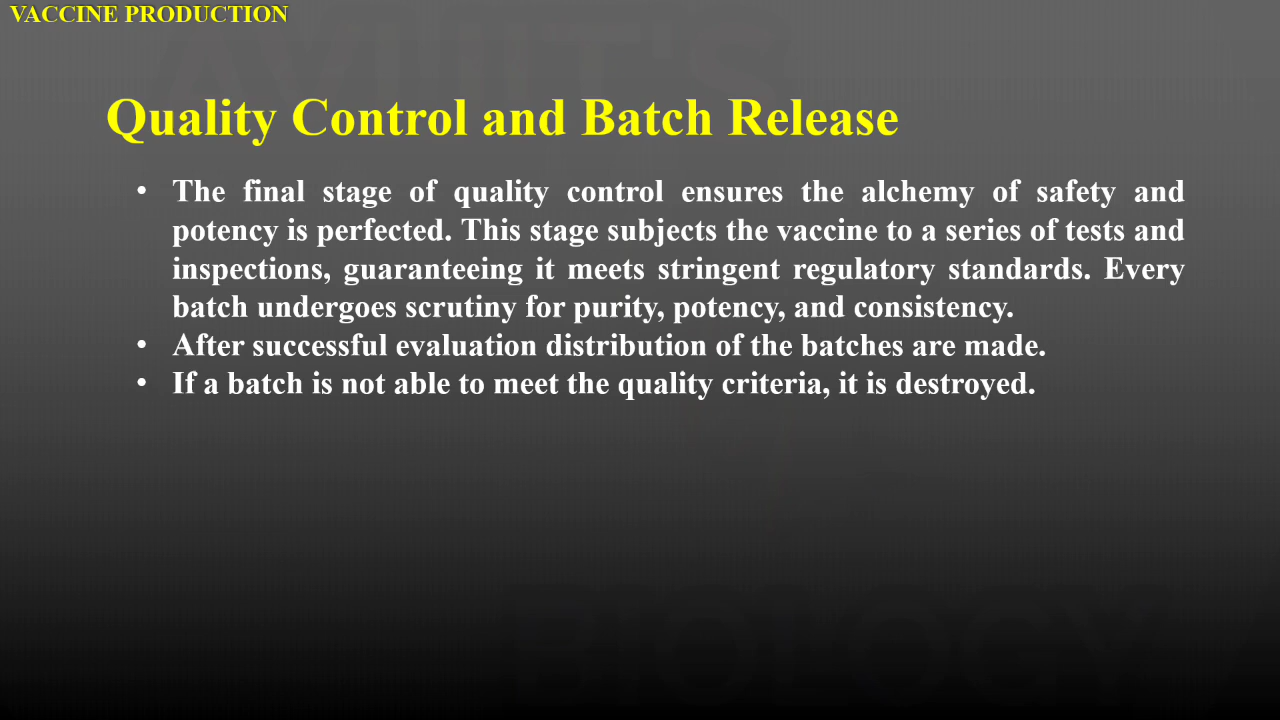 VACCINE PRODUCTION
Quality Control and Batch Release
• The final stage of quality control ensures the alchemy of safety and
potency is perfected. This stage subjects the vaccine to a series of tests and
inspections, guaranteeing it meets stringent regulatory standards. Every
batch undergoes scrutiny for purity, potency, and consistency.
• After successful evaluation distribution of the batches are made.
• If a batch is not able to meet the quality criteria, it is destroyed.
BIOLOGY